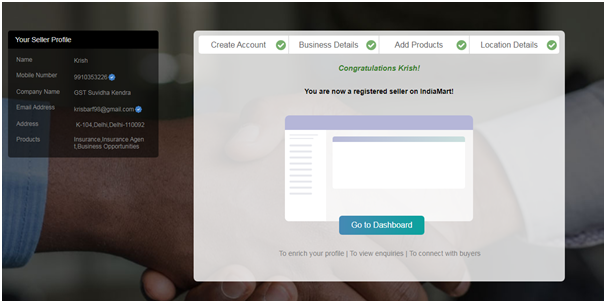 Your Seller Profile
Name Krish
Mobile Number 9910353226
Company Name GST Suvidha Kendra
Email Address krisbarf98@gmail.com
Address K-104,Delhi,Delhi-110092
Products Insurance,Insurance Agen
t,Business Opportunities
Create Account Business Details Add Products Location Details
Congratulations Krish!
You are now a registered seller on IndiaMart!
Go to Dashboard
To enrich your profile | To view enquiries | To connect with buyers